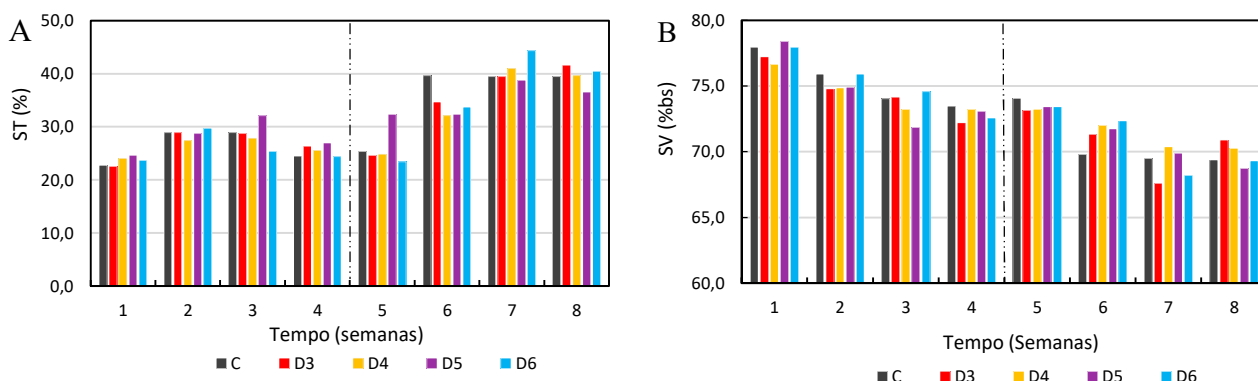 A
ST (%)
50,0
40,0
30,0
20,0
10,0
0,0
1 2 3 4 5 6 7 8
Tempo (semanas)
C D3 D4 D5 D6
B
SV (%bs)
80,0
75,0
70,0
65,0
60,0
1 2 3 4 5 6 7 8
Tempo (Semanas)
C D3 D4 D5 D6